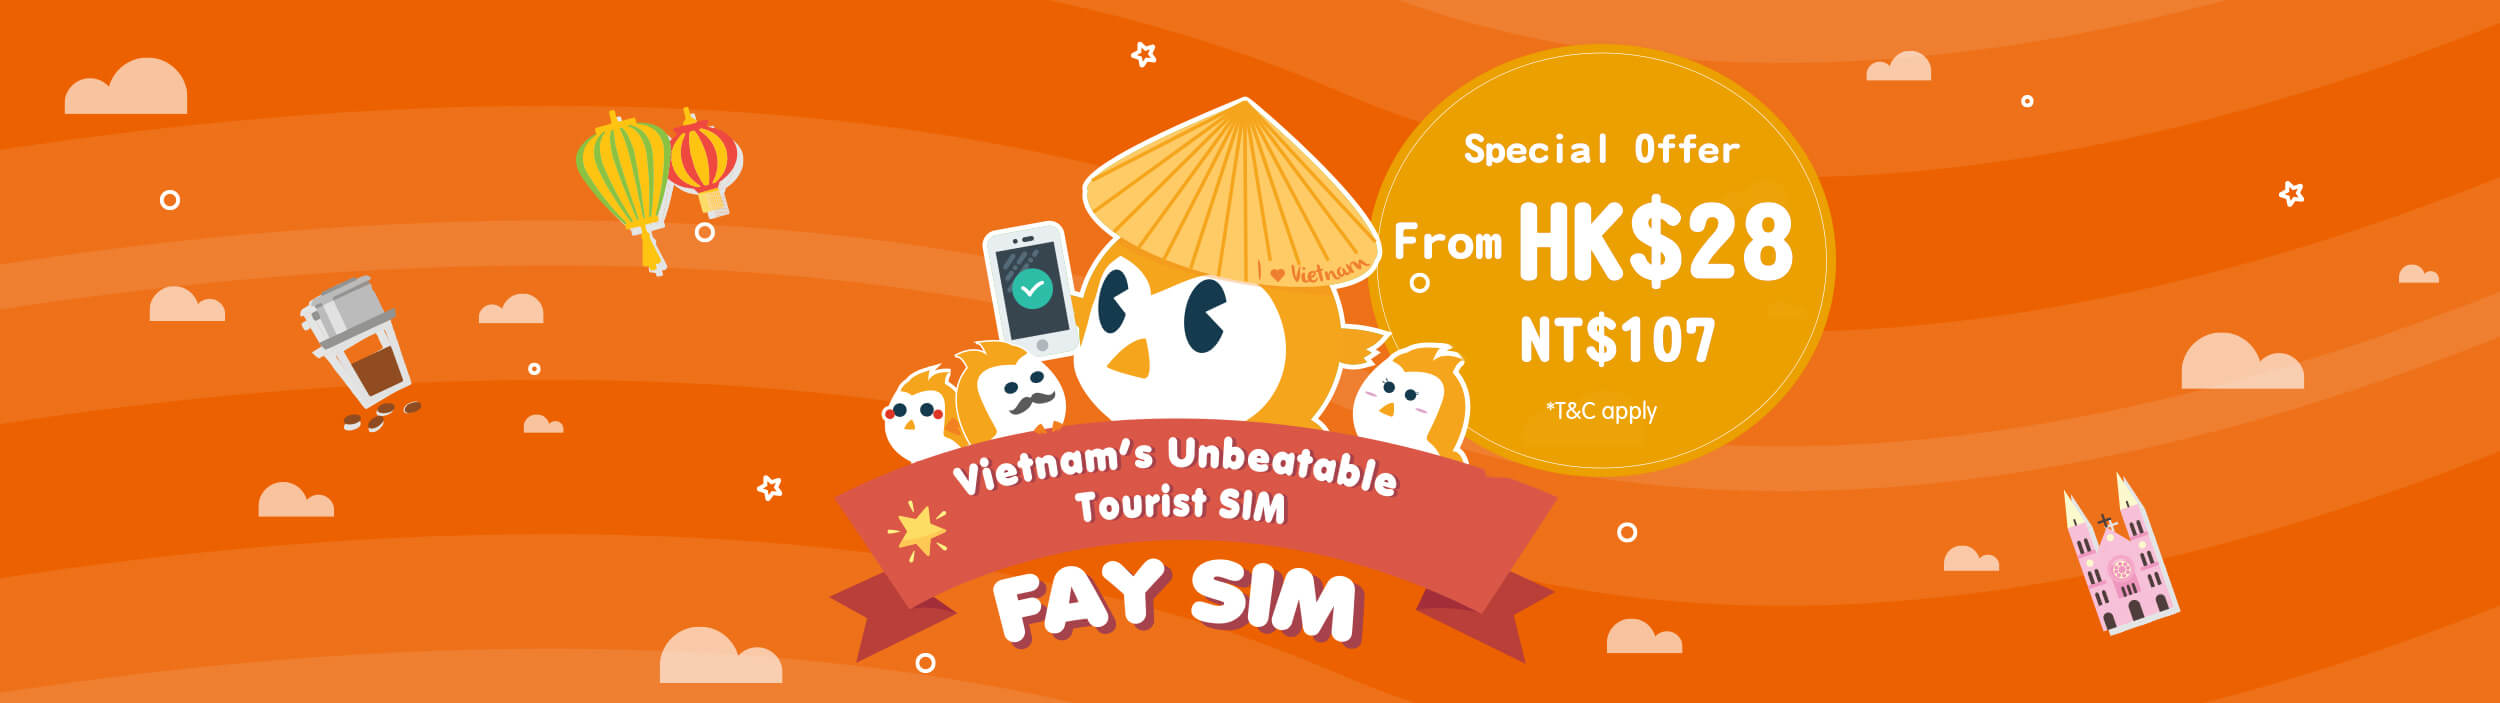 Special Offer
From HK$28
NT$107
*T&C apply
I ♥ Vietnam
Vietnam's Unbeatable
Tourist SIM
FAY SIM